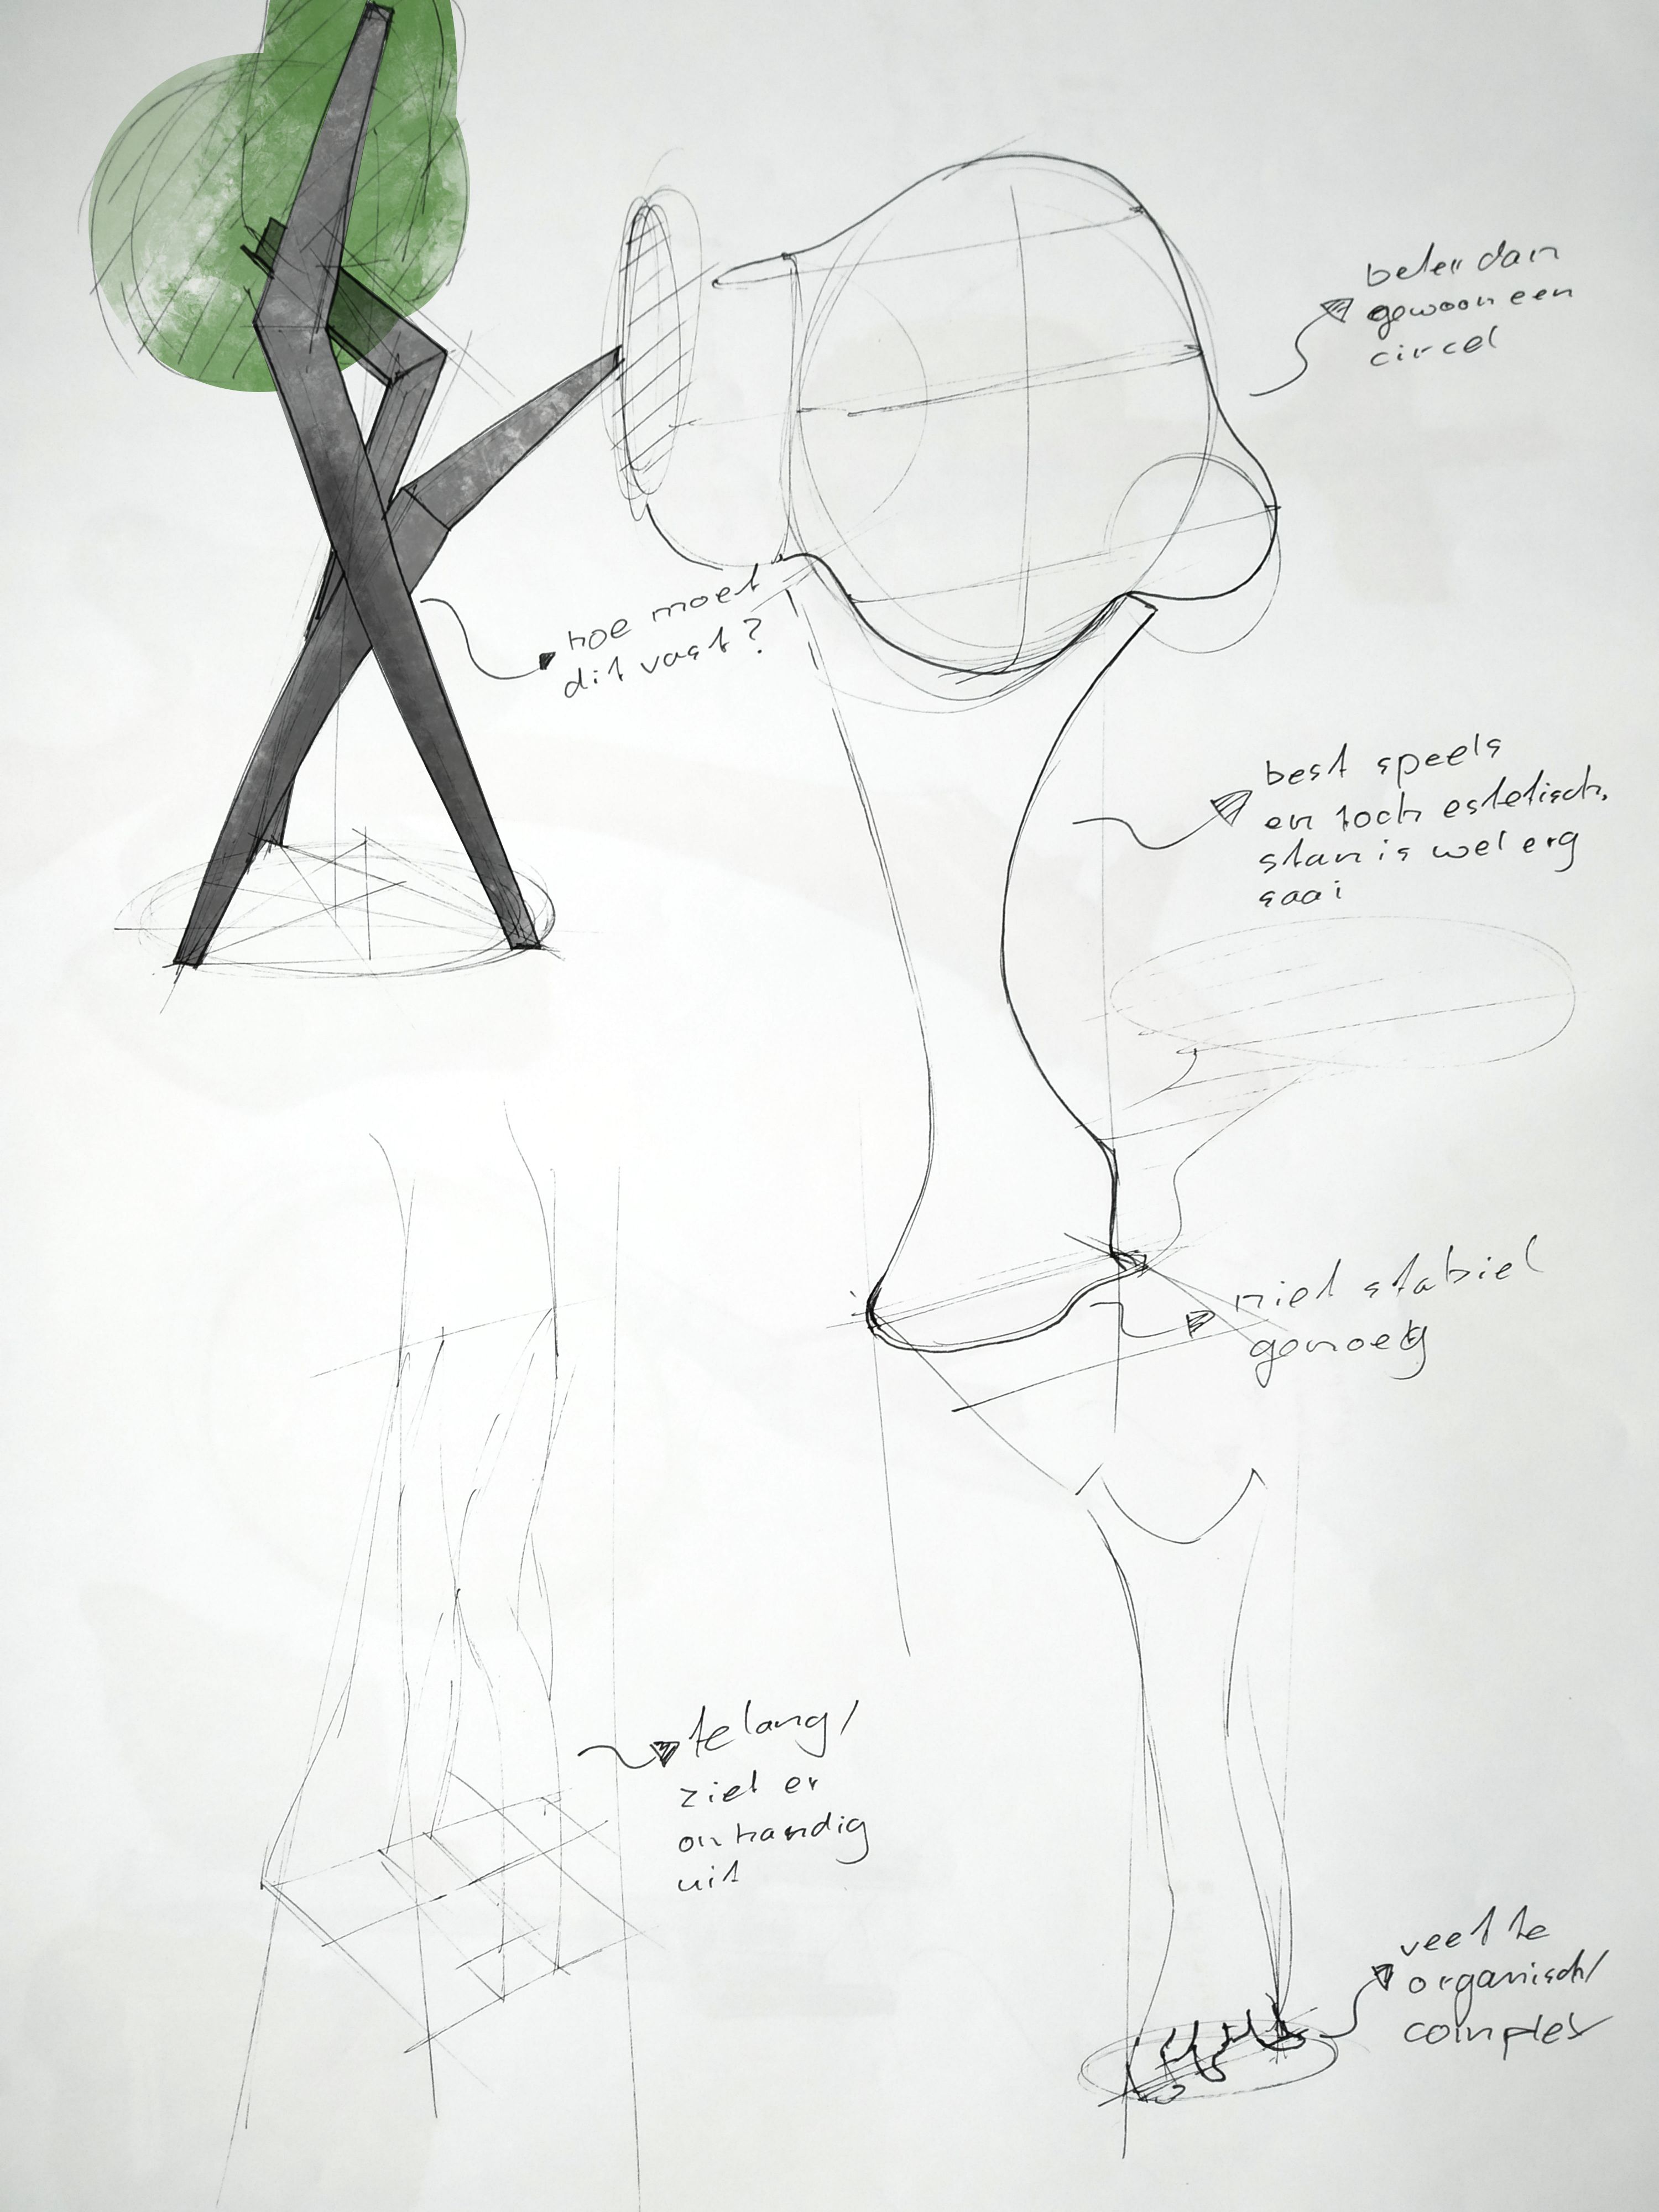 beter dan
gewoon een
circel
hoe moet
dit vast?
best speels
en toch estetisch,
stam is wel erg
saai
niet stabiel
genoeg
te lang/
ziet er
onhandig
uit
veel te
organisch/
complex